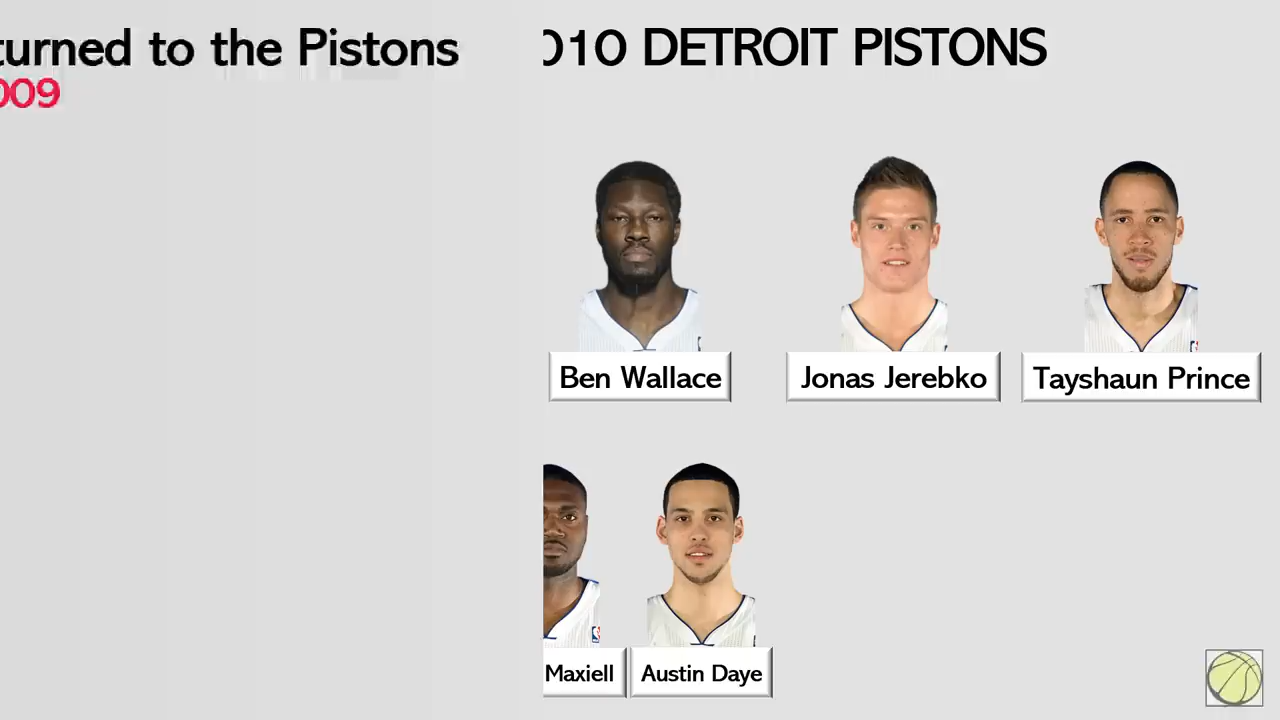 turned to the Pistons
009
010 DETROIT PISTONS
Ben Wallace
Jonas Jerebko
Tayshaun Prince
Maxiell
Austin Daye